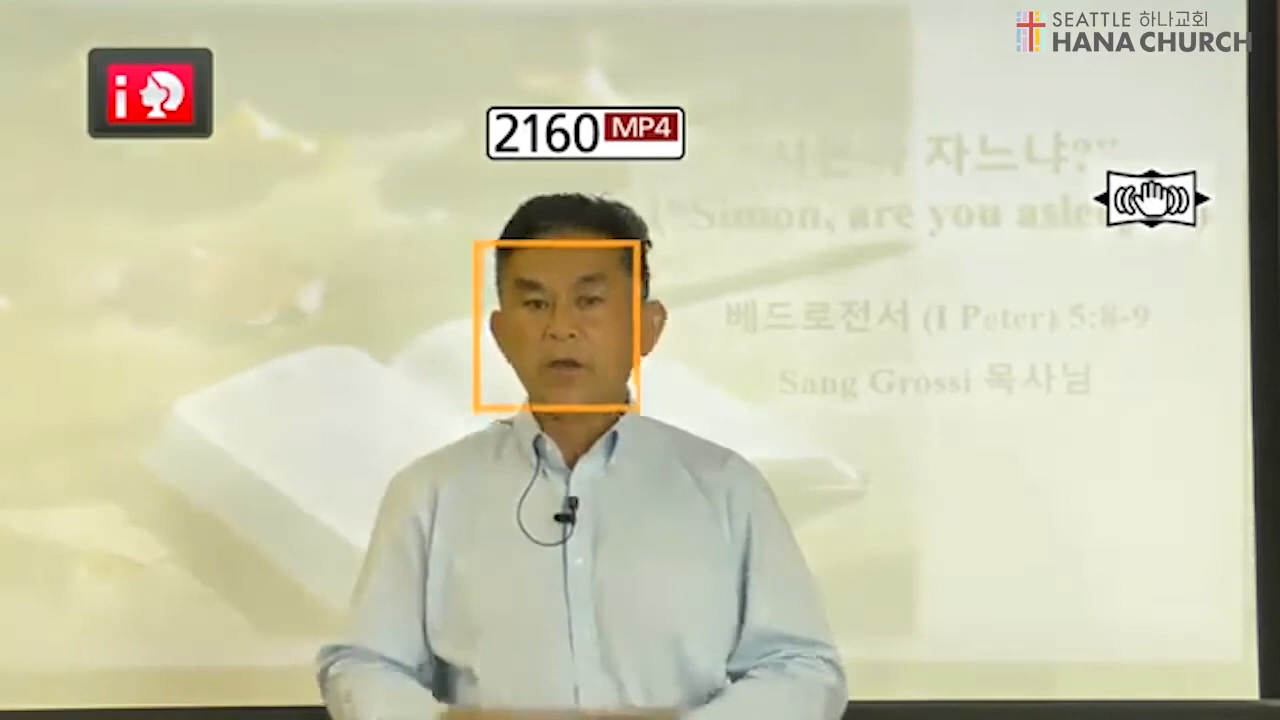 SEATTLE 하나교회
HANA CHURCH
i
2160 MP4
자느냐?”
(“Simon, are you
베드로전서 (I Peter) 5:8-9
Sang Grossi 목사님